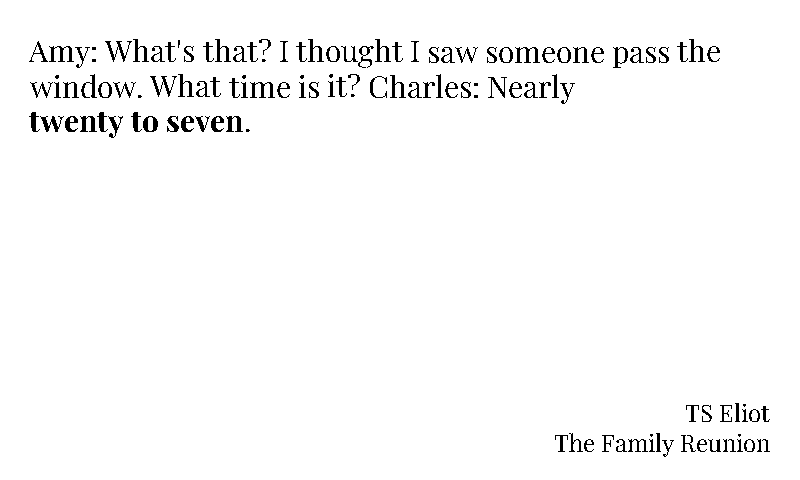 Amy: What's that? I thought I saw someone pass the
window. What time is it? Charles: Nearly
twenty to seven.
TS Eliot
The Family Reunion